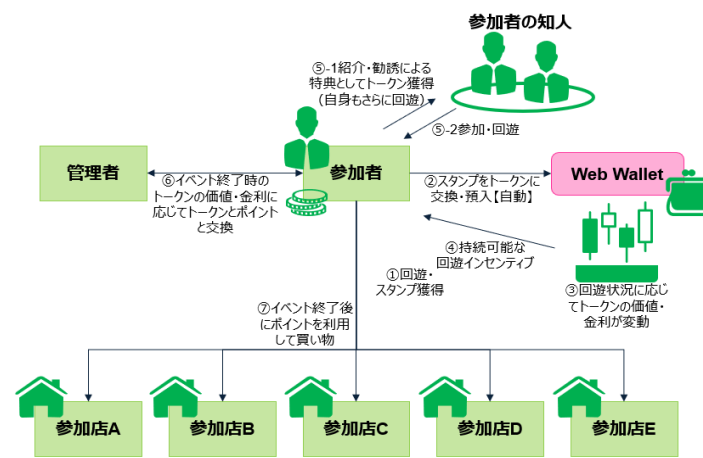 参加者の知人
⑤-1紹介・勧誘による
特典としてトークン獲得
（自身もさらに回遊）
⑤-2参加・回遊
管理者
⑥イベント終了時の
トークンの価値・金利に
応じてトークンとポイント
と交換
参加者
②スタンプをトークンに
交換・預入【自動】
Web Wallet
④持続可能な
回遊インセンティブ
①回遊・
スタンプ獲得
③回遊状況に応じ
てトークンの価値・
金利が変動
⑦イベント終了後
にポイントを利用
して買い物
参加店A
参加店B
参加店C
参加店D
参加店E